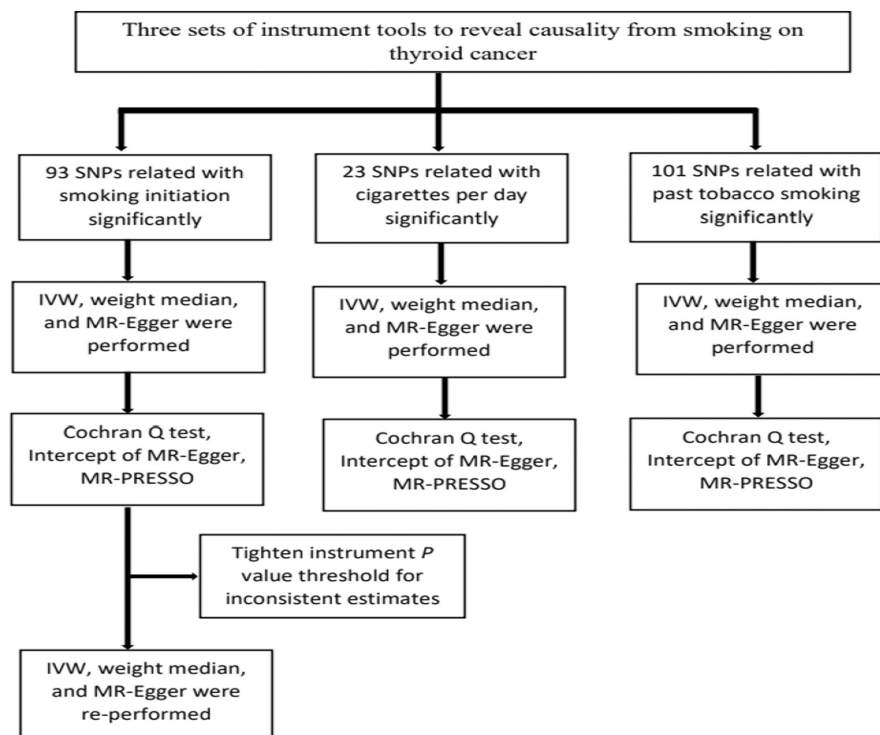 Three sets of instrument tools to reveal causality from smoking on
thyroid cancer
93 SNPs related with
smoking initiation
significantly
23 SNPs related with
cigarettes per day
significantly
101 SNPs related with
past tobacco smoking
significantly
IVW, weight median,
and MR-Egger were
performed
IVW, weight median,
and MR-Egger were
performed
IVW, weight median,
and MR-Egger were
performed
Cochran Q test,
Intercept of MR-Egger,
MR-PRESSO
Cochran Q test,
Intercept of MR-Egger,
MR-PRESSO
Cochran Q test,
Intercept of MR-Egger,
MR-PRESSO
Tighten instrument P
value threshold for
inconsistent estimates
IVW, weight median,
and MR-Egger were
re-performed